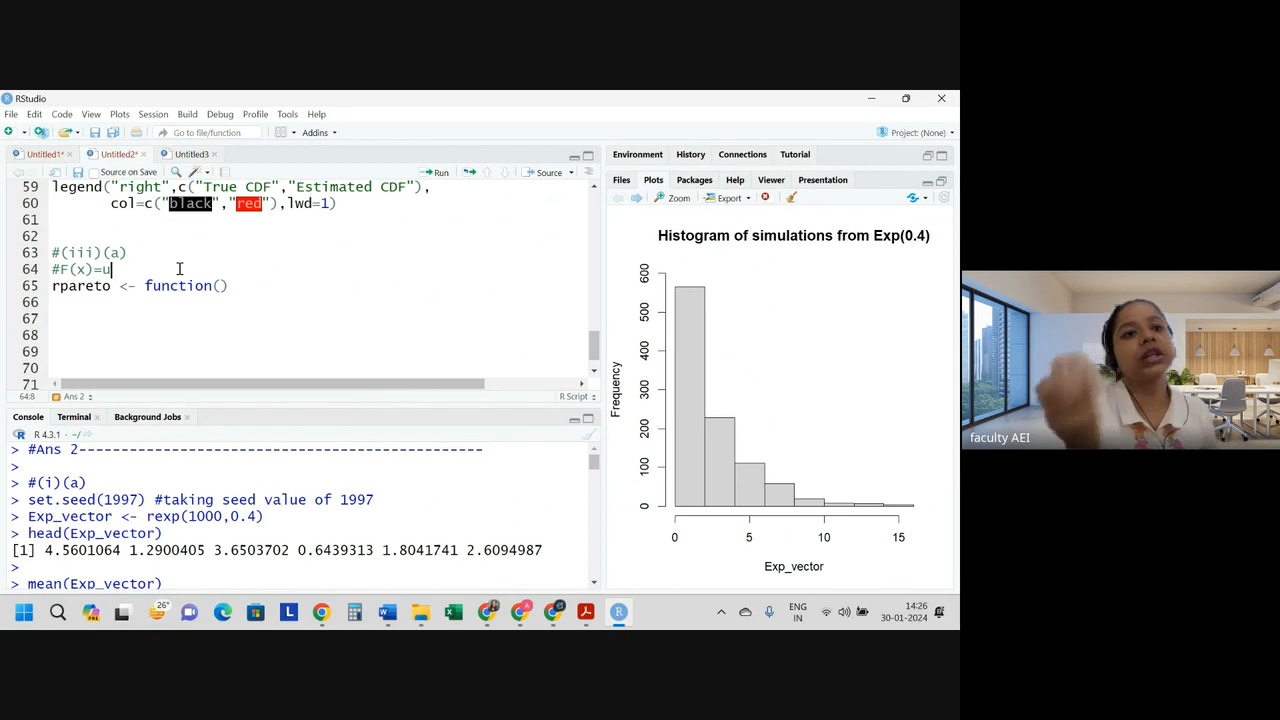 RStudio
File Edit Code View Plots Session Build Debug Profile Tools Help
Go to file/function Addins Project: (None)
Untitled1* Untitled2* Untitled3
Source on Save Run Source
59 legend("right",c("True CDF","Estimated CDF"),
60 col=c("black","red"),lwd=1)
61
62
63 #(iii)(a)
64 #F(x)=u
65 rpareto <- function()
66
67
68
69
70
71
64:8 Ans 2 R Script
Console Terminal Background Jobs
R 4.3.1 · ~/
> #Ans 2------------------------------------------------
>
> #(i)(a)
> set.seed(1997) #taking seed value of 1997
> Exp_vector <- rexp(1000,0.4)
> head(Exp_vector)
[1] 4.5601064 1.2900405 3.6503702 0.6439313 1.8041741 2.6094987
>
> mean(Exp_vector)
Environment History Connections Tutorial
Files Plots Packages Help Viewer Presentation
Zoom Export
Histogram of simulations from Exp(0.4)
Frequency
600
500
400
300
200
100
0
0 5 10 15
Exp_vector
faculty AEI
26°
ENG
IN
14:26
30-01-2024